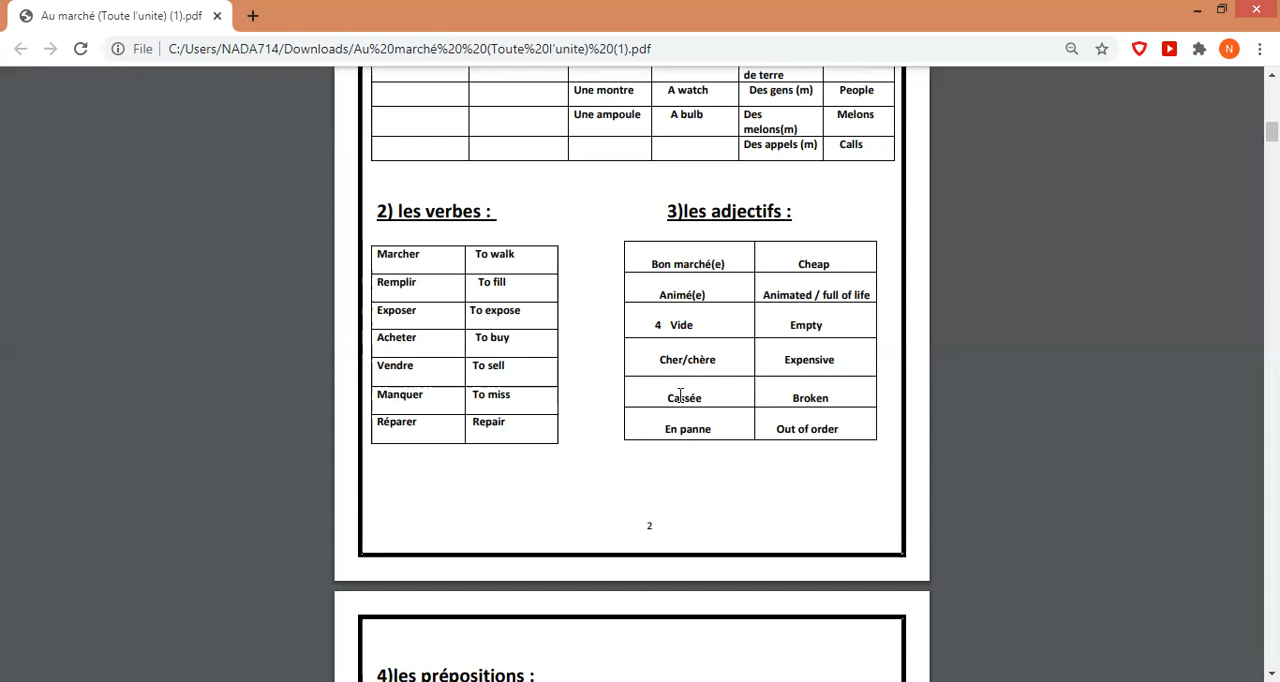 Au marché (Toute l'unite) (1).pdf
File C:/Users/NADA714/Downloads/Au%20marché%20%20(Toute%20l'unite)%20(1).pdf
N
de terre
Une montre A watch Des gens (m) People
Une ampoule A bulb Des melons(m) Melons
Des appels (m) Calls
2) les verbes :
Marcher To walk
Remplir To fill
Exposer To expose
Acheter To buy
Vendre To sell
Manquer To miss
Réparer Repair
3)les adjectifs :
Bon marché(e) Cheap
Animé(e) Animated / full of life
4 Vide Empty
Cher/chère Expensive
Cassée Broken
En panne Out of order
2
4)les prépositions :